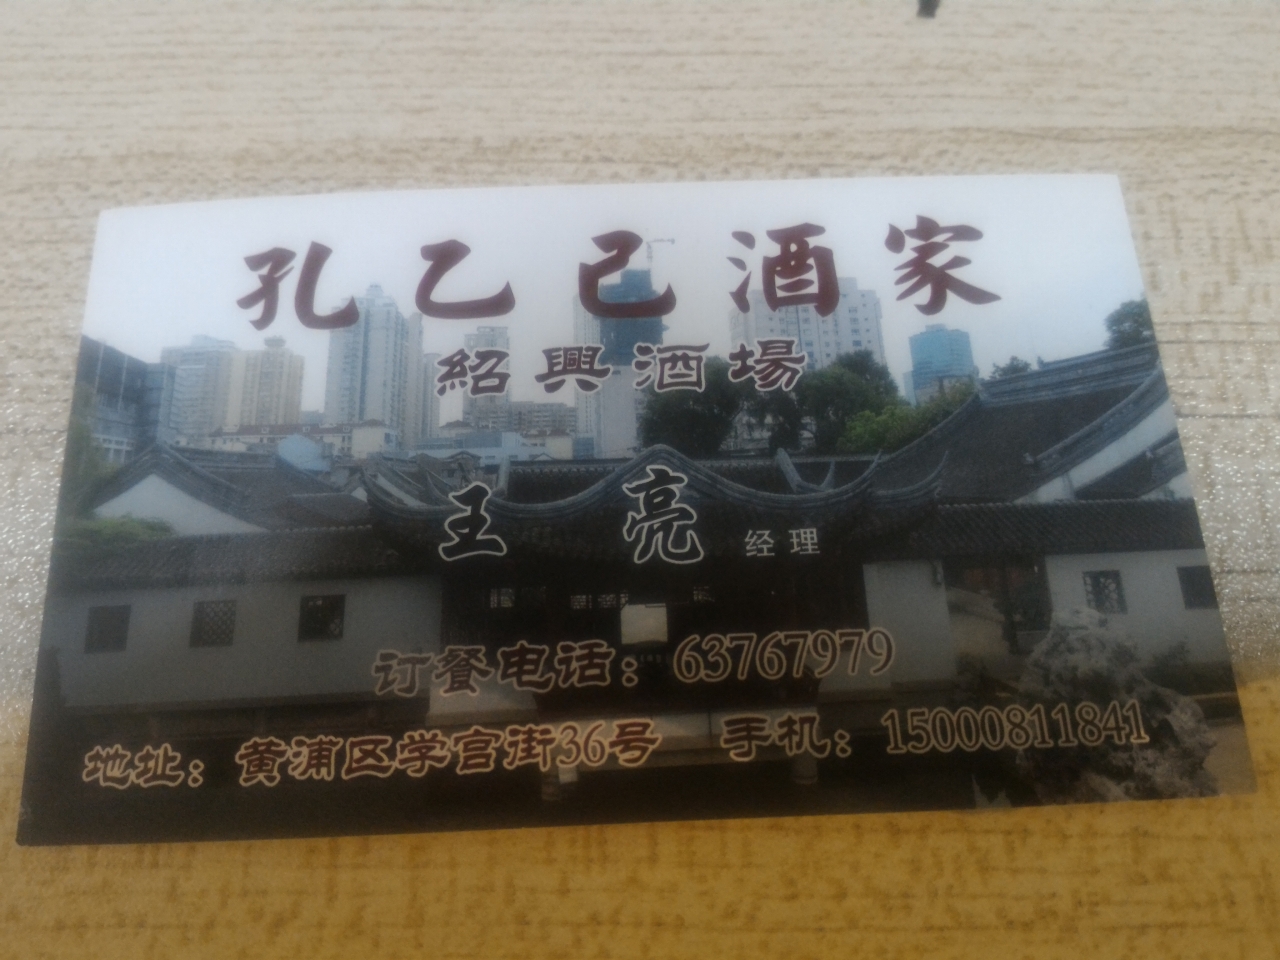 孔乙己酒家
紹興酒場
王亮 经理
订餐电话：63767979
地址：黄浦区学宫街36号 手机：15000811841